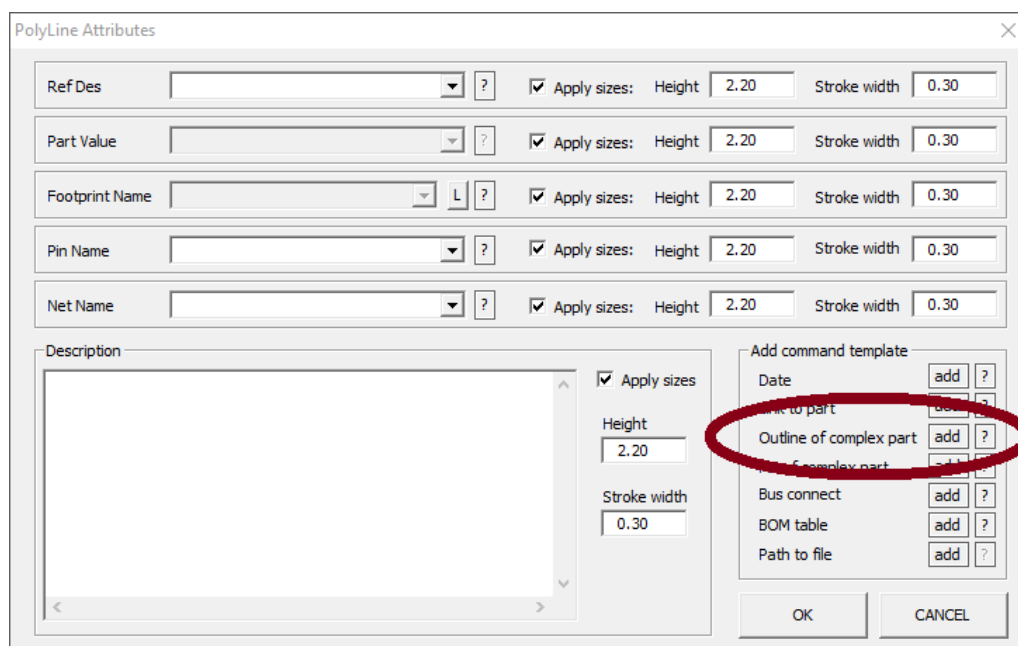 PolyLine Attributes
Ref Des ? Apply sizes: Height 2.20 Stroke width 0.30
Part Value ? Apply sizes: Height 2.20 Stroke width 0.30
Footprint Name L ? Apply sizes: Height 2.20 Stroke width 0.30
Pin Name ? Apply sizes: Height 2.20 Stroke width 0.30
Net Name ? Apply sizes: Height 2.20 Stroke width 0.30
Description
Apply sizes
Height
2.20
Stroke width
0.30
Add command template
Date add ?
to part add ?
Outline of complex part add ?
of complex part add
Bus connect add ?
BOM table add ?
Path to file add ?
OK CANCEL